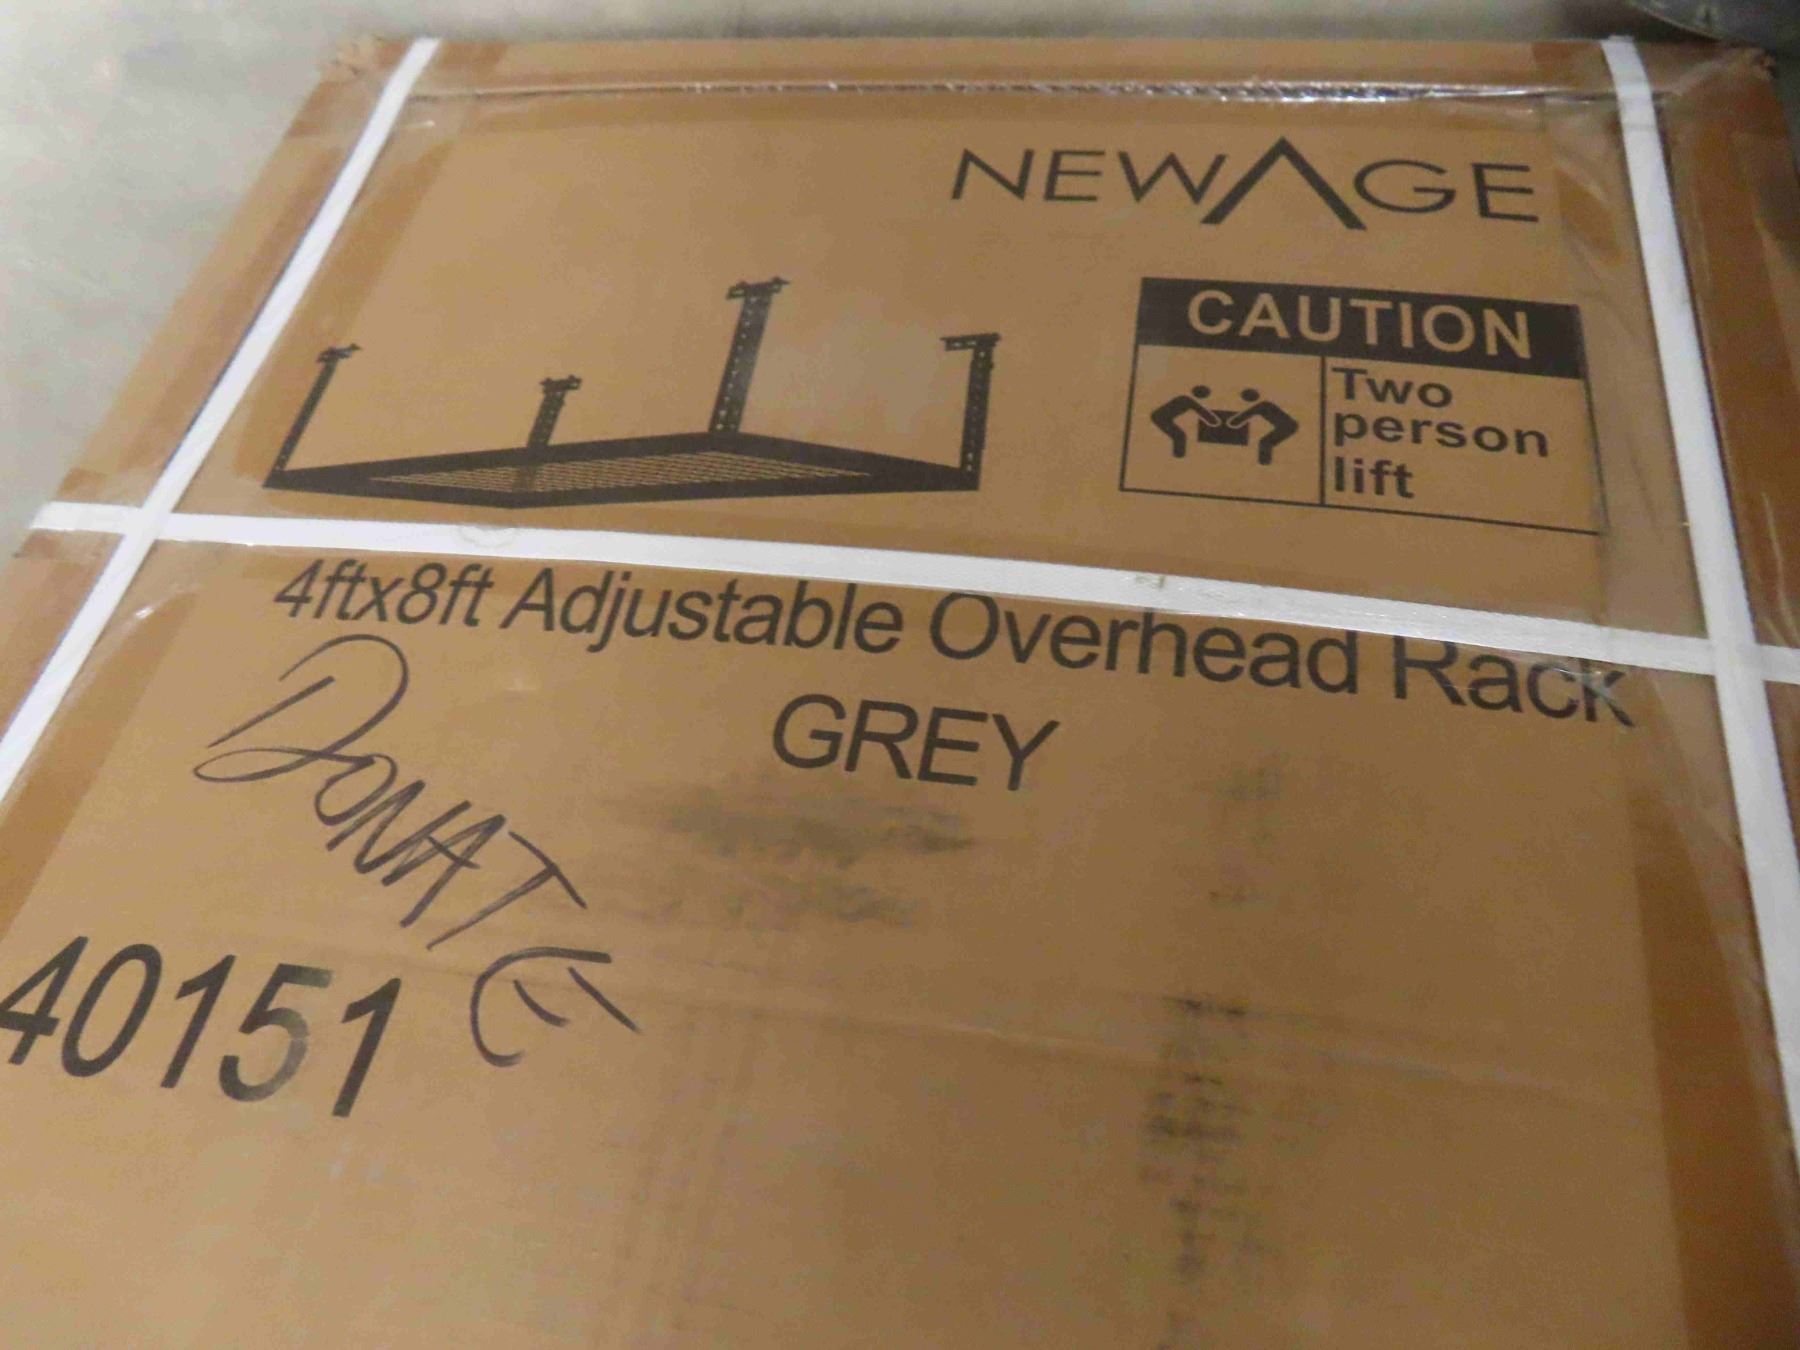 NEWAGE
CAUTION
Two
person
lift
4ftx8ft Adjustable Overhead Rack
GREY
DONATE
40151